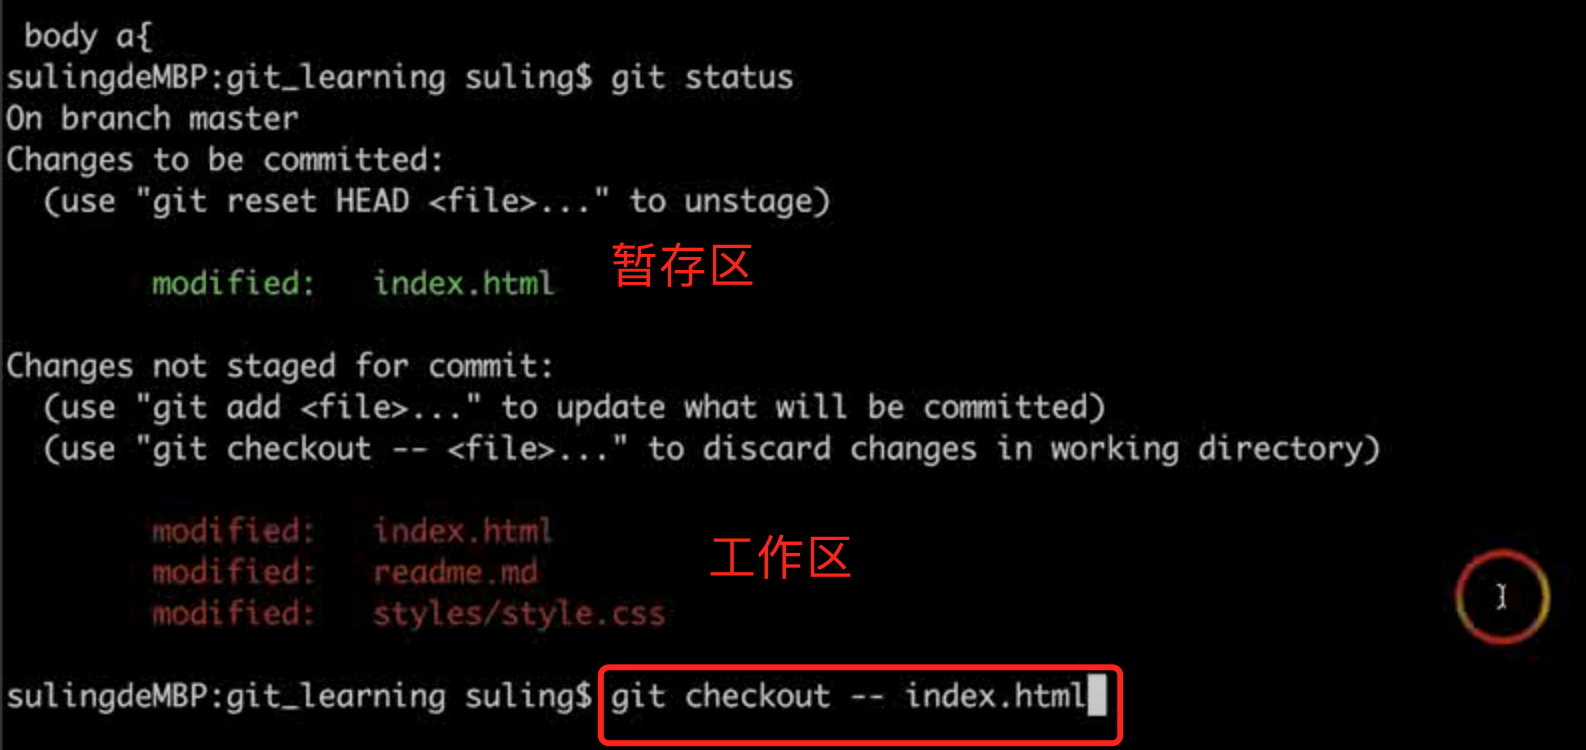 body a{
sulingdeMBP:git_learning suling$ git status
On branch master
Changes to be committed:
  (use "git reset HEAD <file>..." to unstage)
暂存区
modified:   index.html
Changes not staged for commit:
  (use "git add <file>..." to update what will be committed)
  (use "git checkout -- <file>..." to discard changes in working directory)
modified:   index.html
工作区
modified:   readme.md
modified:   styles/style.css
sulingdeMBP:git_learning suling$ git checkout -- index.html